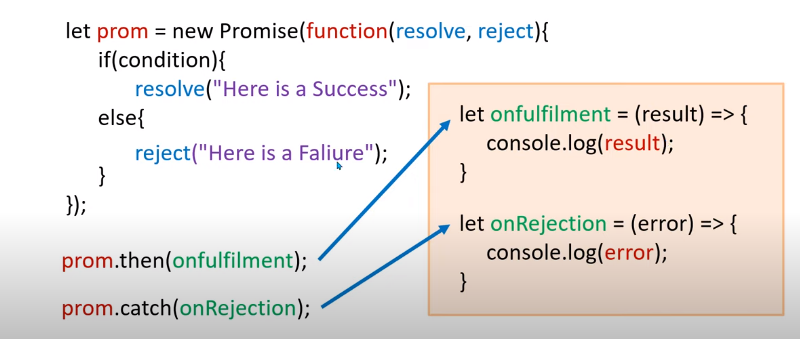 let prom = new Promise(function(resolve, reject){
if(condition){
resolve("Here is a Success");
else{
reject("Here is a Faliure");
}
});
prom.then(onfulfilment);
prom.catch(onRejection);
let onfulfilment = (result) => {
console.log(result);
}
let onRejection = (error) => {
console.log(error);
}